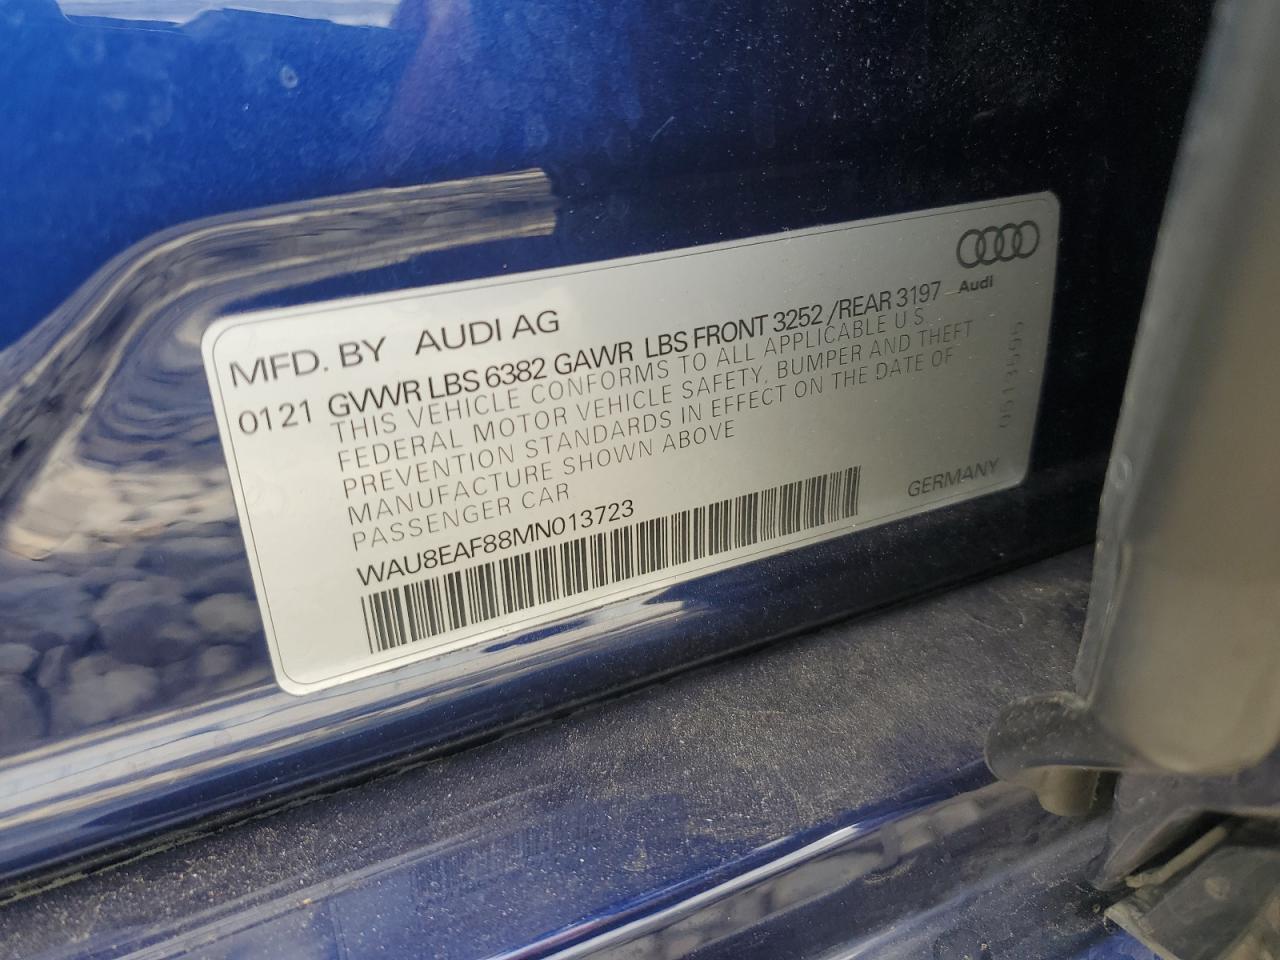 Audi
MFD. BY AUDI AG
0121 GVWR LBS 6382 GAWR LBS FRONT 3252 /REAR 3197
THIS VEHICLE CONFORMS TO ALL APPLICABLE U S
FEDERAL MOTOR VEHICLE SAFETY, BUMPER AND THEFT
PREVENTION STANDARDS IN EFFECT ON THE DATE OF
MANUFACTURE SHOWN ABOVE
PASSENGER CAR
WAU8EAF88MN013723
GERMANY